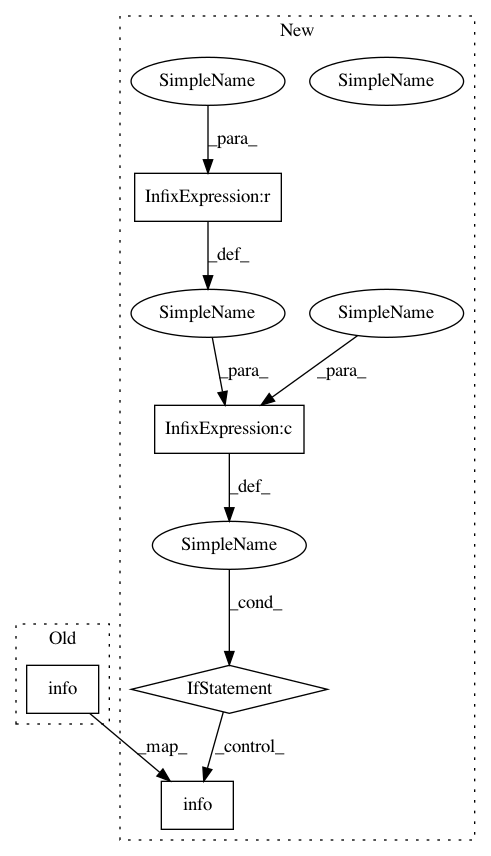 New
SimpleName
SimpleName
_para_
InfixExpression:r
_def_
SimpleName
SimpleName
_para_
_para_
InfixExpression:c
_def_
SimpleName
_cond_
Old
info
IfStatement
_map_
_control_
info